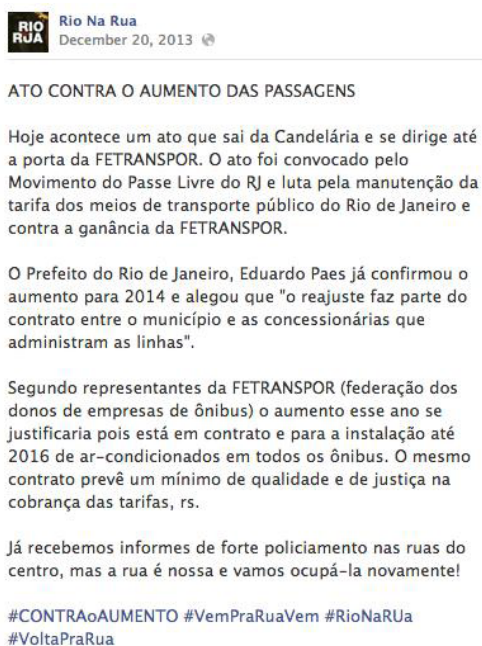 RIO
RUA
Rio Na Rua
December 20, 2013
ATO CONTRA O AUMENTO DAS PASSAGENS
Hoje acontece um ato que sai da Candelária e se dirige até
a porta da FETRANSPOR. O ato foi convocado pelo
Movimento do Passe Livre do RJ e luta pela manutenção da
tarifa dos meios de transporte público do Rio de Janeiro e
contra a ganância da FETRANSPOR.
O Prefeito do Rio de Janeiro, Eduardo Paes já confirmou o
aumento para 2014 e alegou que "o reajuste faz parte do
contrato entre o município e as concessionárias que
administram as linhas".
Segundo representantes da FETRANSPOR (federação dos
donos de empresas de ônibus) o aumento esse ano se
justificaria pois está em contrato e para a instalação até
2016 de ar-condicionados em todos os ônibus. O mesmo
contrato prevê um mínimo de qualidade e de justiça na
cobrança das tarifas, rs.
Já recebemos informes de forte policiamento nas ruas do
centro, mas a rua é nossa e vamos ocupá-la novamente!
#CONTRAoAUMENTO #VemPraRuaVem #RioNaRUa
#VoltaPraRua